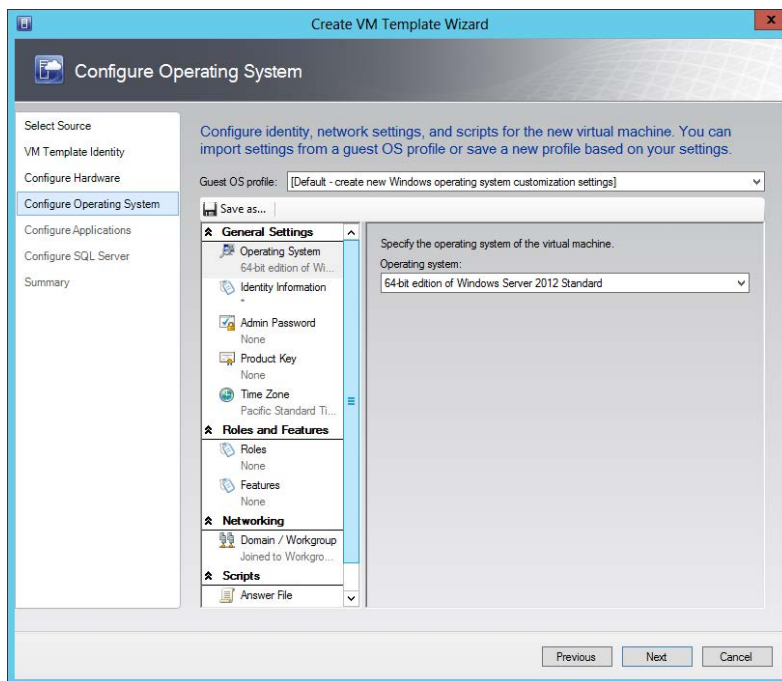 Create VM Template Wizard
x
Configure Operating System
Select Source
VM Template Identity
Configure Hardware
Configure Operating System
Configure Applications
Configure SQL Server
Summary
Configure identity, network settings, and scripts for the new virtual machine. You can
import settings from a guest OS profile or save a new profile based on your settings.
Guest OS profile: [Default - create new Windows operating system customization settings]
Save as...
General Settings
Operating System
64-bit edition of Wi...
Identity Information
*
Admin Password
None
Product Key
None
Time Zone
Pacific Standard Ti...
Roles and Features
Roles
None
Features
None
Networking
Domain / Workgroup
Joined to Workgro...
Scripts
Answer File
Specify the operating system of the virtual machine.
Operating system:
64-bit edition of Windows Server 2012 Standard
Previous Next Cancel